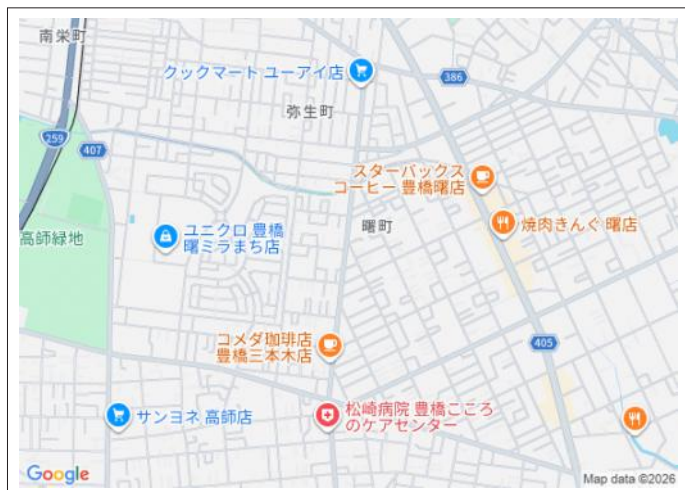 南栄町
クックマート ユーアイ店
386
弥生町
259
407
スターバックス
コーヒー 豊橋曙店
焼肉きんぐ 曙店
曙町
ユニクロ 豊橋
曙ミラまち店
高師緑地
コメダ珈琲店
豊橋三本木店
405
サンヨネ 高師店
松崎病院 豊橋こころ
のケアセンター
Google
Map data ©2026